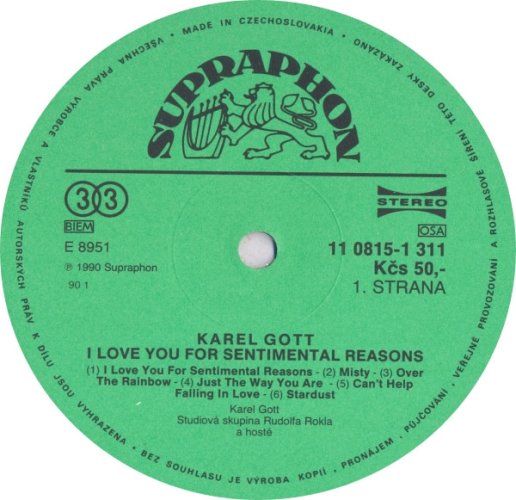 • MADE IN CZECHOSLOVAKIA •
VŠECHNA PRÁVA VÝROBCE A VLASTNÍKŮ AUTORSKÝCH PRÁV K DÍLU JSOU VYHRAZENA • BEZ SOUHLASU JE VÝROBA KOPIÍ, PRONÁJEM, PŮJČOVÁNÍ, VEŘEJNÉ PROVOZOVÁNÍ A ROZHLASOVÉ ŠÍŘENÍ TÉTO DESKY ZAKÁZÁNO
SUPRAPHON
33
STEREO
BIEM
OSA
E 8951
11 0815-1 311
℗ 1990 Supraphon
Kčs 50,-
90 1
1. STRANA
KAREL GOTT
I LOVE YOU FOR SENTIMENTAL REASONS
(1) I Love You For Sentimental Reasons - (2) Misty - (3) Over
The Rainbow - (4) Just The Way You Are - (5) Can't Help
Falling In Love - (6) Stardust
Karel Gott
Studiová skupina Rudolfa Rokla
a hosté